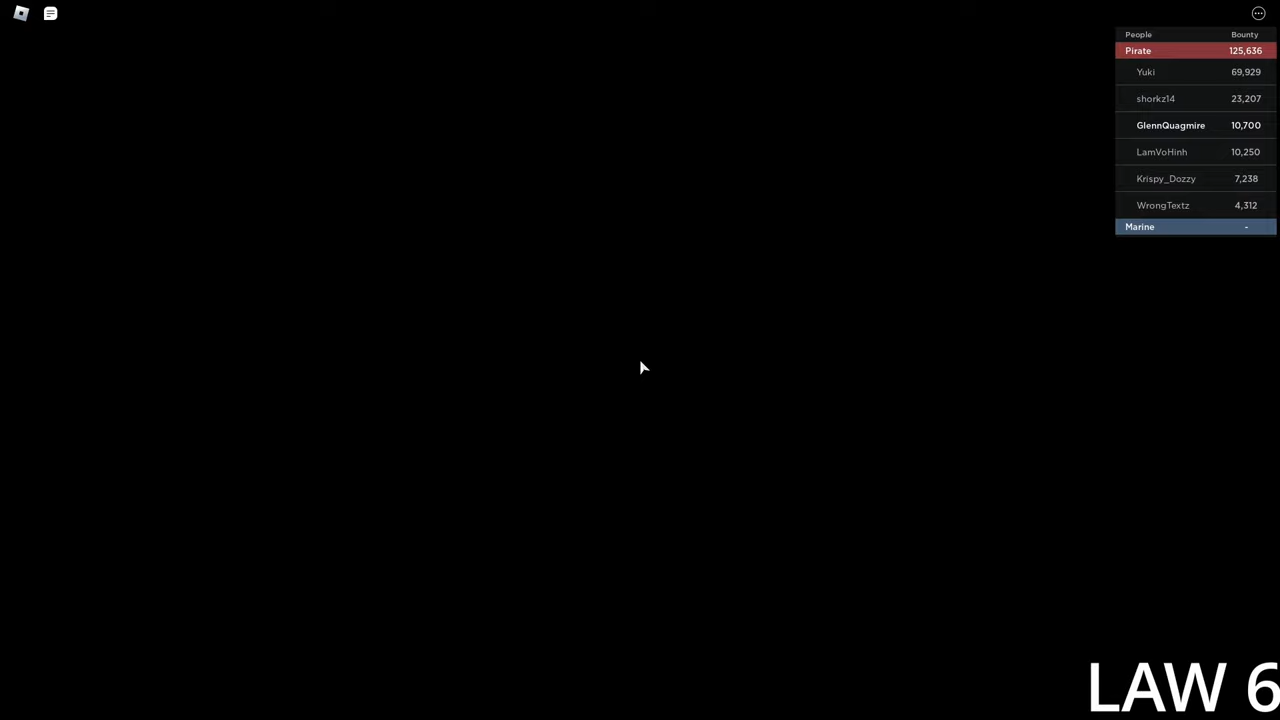 People Bounty
Pirate 125,636
Yuki 69,929
shorkz14 23,207
GlennQuagmire 10,700
LamVoHinh 10,250
Krispy_Dozzy 7,238
WrongTextz 4,312
Marine -
LAW 6